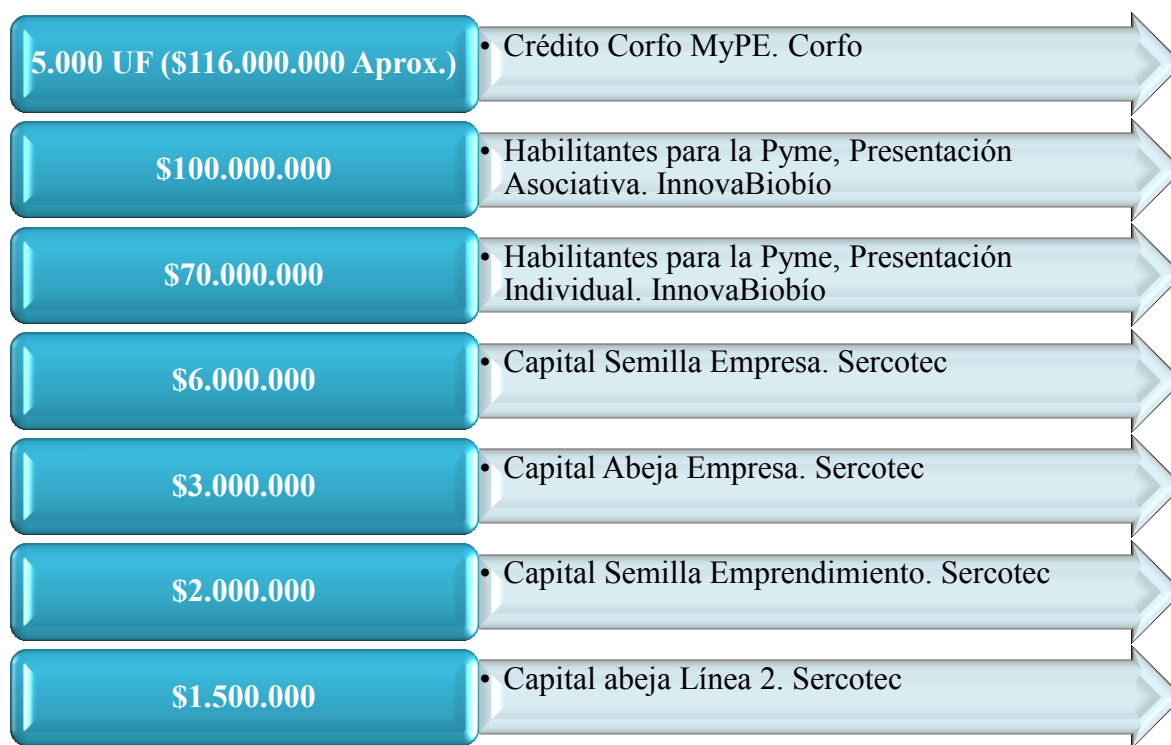 5.000 UF ($116.000.000 Aprox.)
• Crédito Corfo MyPE. Corfo
$100.000.000
• Habilitantes para la Pyme, Presentación
Asociativa. InnovaBiobío
$70.000.000
• Habilitantes para la Pyme, Presentación
Individual. InnovaBiobío
$6.000.000
• Capital Semilla Empresa. Sercotec
$3.000.000
• Capital Abeja Empresa. Sercotec
$2.000.000
• Capital Semilla Emprendimiento. Sercotec
$1.500.000
• Capital abeja Línea 2. Sercotec